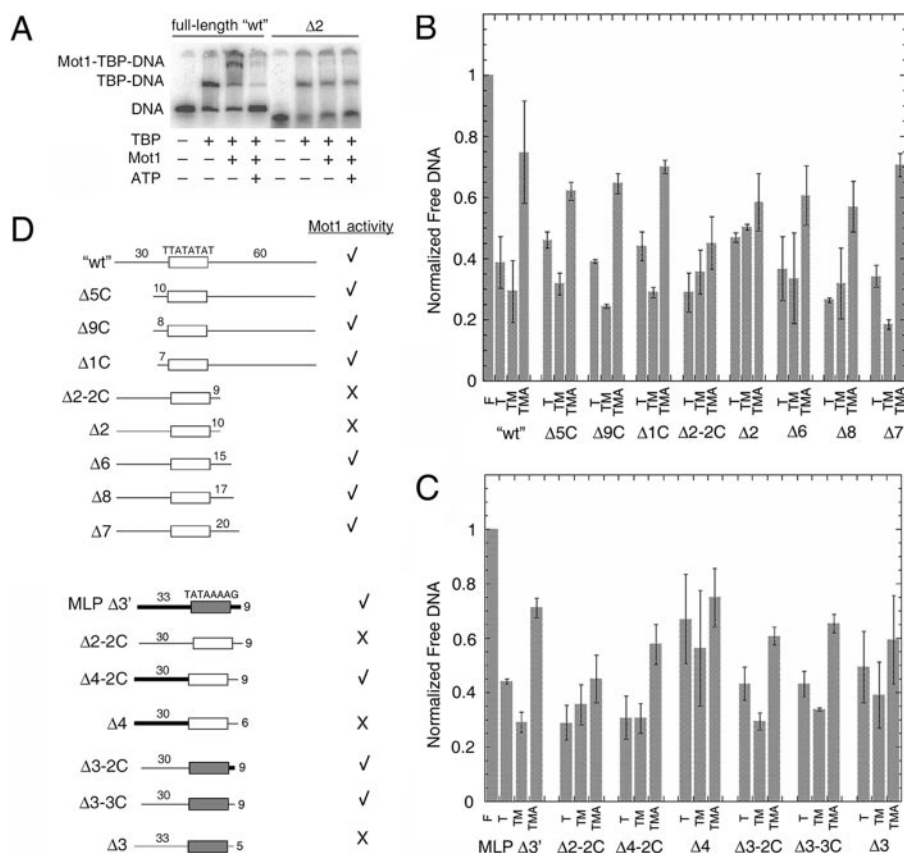 A
full-length “wt” Δ2
Mot1-TBP-DNA
TBP-DNA
DNA
TBP − + + + − + + +
Mot1 − − + + − − + +
ATP − − − + − − − +
B
Normalized Free DNA
1
0.8
0.6
0.4
0.2
0
F T TM TMA T TM TMA T TM TMA T TM TMA T TM TMA T TM TMA T TM TMA T TM TMA T TM TMA
“wt” Δ5C Δ9C Δ1C Δ2-2C Δ2 Δ6 Δ8 Δ7
C
Normalized Free DNA
1
0.8
0.6
0.4
0.2
0
F T TM TMA T TM TMA T TM TMA T TM TMA T TM TMA T TM TMA T TM TMA
MLP Δ3' Δ2-2C Δ4-2C Δ4 Δ3-2C Δ3-3C Δ3
D
Mot1 activity
“wt” 30 TTATATAT 60 √
Δ5C 10 √
Δ9C 8 √
Δ1C 7 √
Δ2-2C 9 X
Δ2 10 X
Δ6 15 √
Δ8 17 √
Δ7 20 √
MLP Δ3' 33 TATAAAAG 9 √
Δ2-2C 30 9 X
Δ4-2C 30 9 √
Δ4 30 6 X
Δ3-2C 30 9 √
Δ3-3C 30 9 √
Δ3 33 5 X